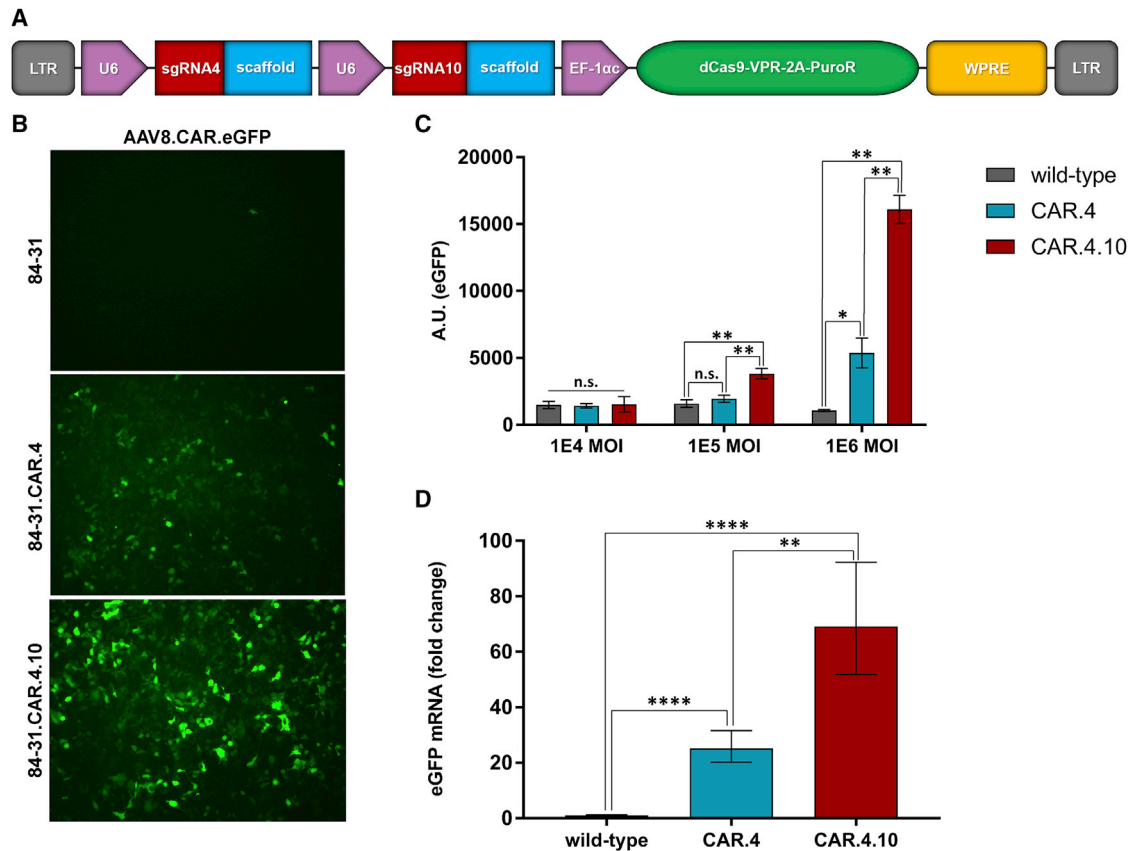 A
LTR
U6
sgRNA4
scaffold
U6
sgRNA10
scaffold
EF-1αc
dCas9-VPR-2A-PuroR
WPRE
LTR
B
AAV8.CAR.eGFP
84-31
84-31.CAR.4
84-31.CAR.4.10
C
A.U. (eGFP)
20000
15000
10000
5000
0
n.s.
n.s.
**
**
*
**
**
1E4 MOI
1E5 MOI
1E6 MOI
wild-type
CAR.4
CAR.4.10
D
eGFP mRNA (fold change)
100
80
60
40
20
0
****
**
****
wild-type
CAR.4
CAR.4.10